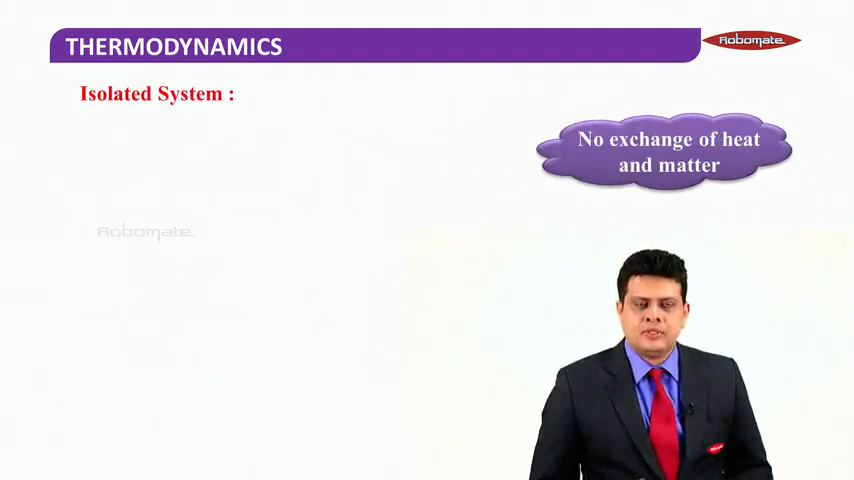 THERMODYNAMICS
Robomate
Isolated System :
No exchange of heat
and matter
Robomate